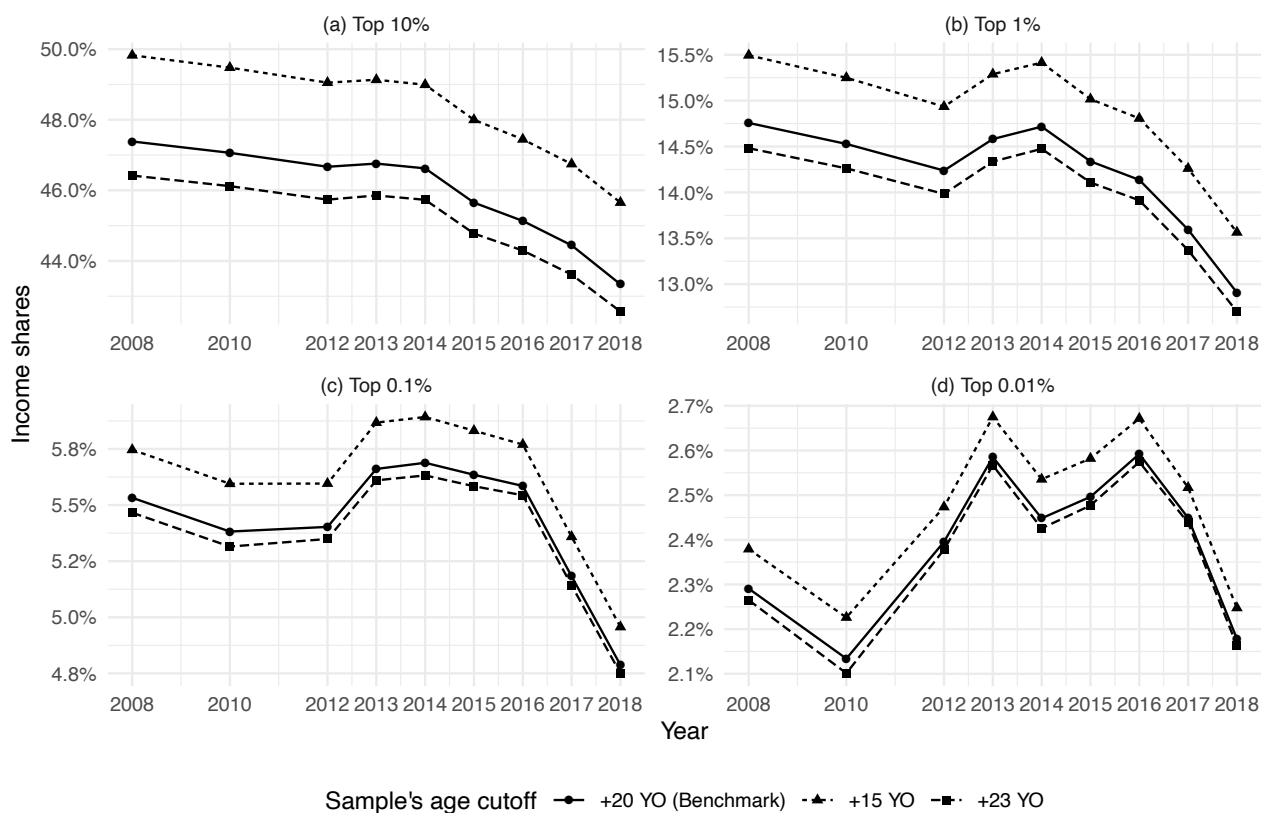 (a) Top 10%
(b) Top 1%
50.0%
48.0%
46.0%
44.0%
15.5%
15.0%
14.5%
14.0%
13.5%
13.0%
2008 2010 2012 2013 2014 2015 2016 2017 2018
2008 2010 2012 2013 2014 2015 2016 2017 2018
Income shares
(c) Top 0.1%
(d) Top 0.01%
5.8%
5.5%
5.2%
5.0%
4.8%
2.7%
2.6%
2.5%
2.4%
2.3%
2.2%
2.1%
2008 2010 2012 2013 2014 2015 2016 2017 2018
2008 2010 2012 2013 2014 2015 2016 2017 2018
Year
Sample's age cutoff +20 YO (Benchmark) +15 YO +23 YO